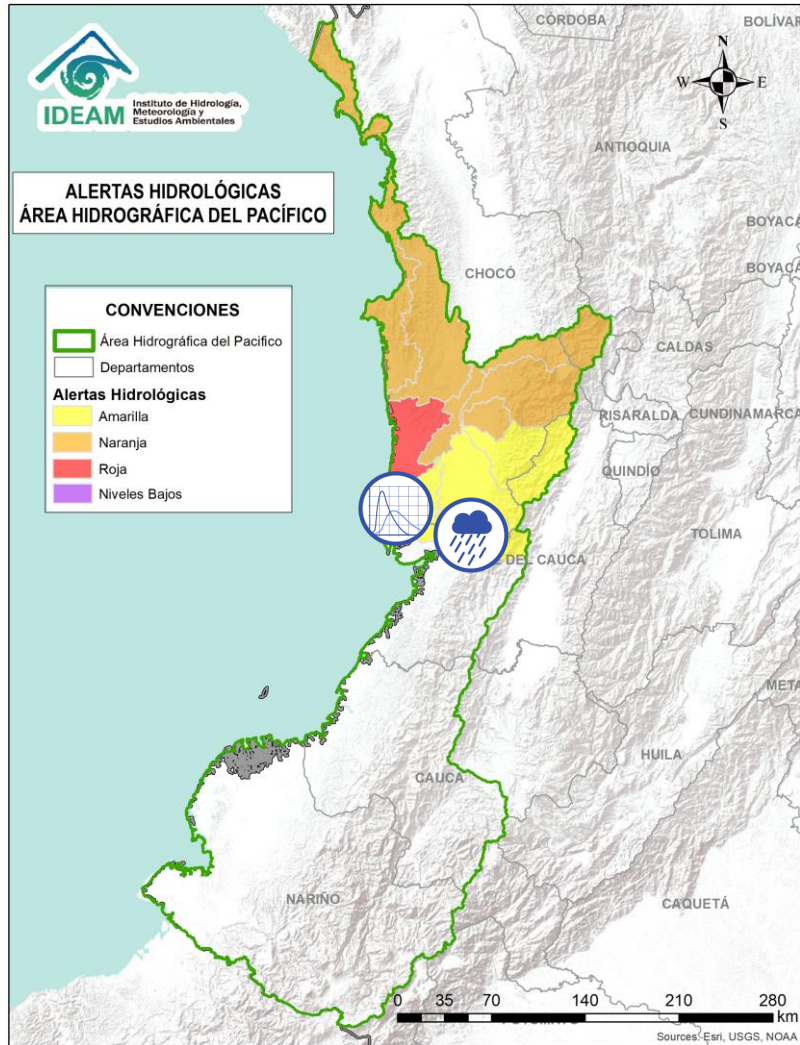 IDEAM
Instituto de Hidrología,
Meteorología y
Estudios Ambientales
CÓRDOBA
BOLÍVAR
N
W
E
S
ANTIOQUIA
ALERTAS HIDROLÓGICAS
ÁREA HIDROGRÁFICA DEL PACÍFICO
BOYACÁ
CHOCÓ
BOYACÁ
CONVENCIONES
Área Hidrográfica del Pacifico
Departamentos
Alertas Hidrológicas
Amarilla
Naranja
Roja
Niveles Bajos
CALDAS
RISARALDA
CUNDINAMARCA
QUINDÍO
TOLIMA
DEL CAUCA
META
HUILA
CAUCA
NARIÑO
CAQUETÁ
0 35 70 140 210 280
km
Sources: Esri, USGS, NOAA